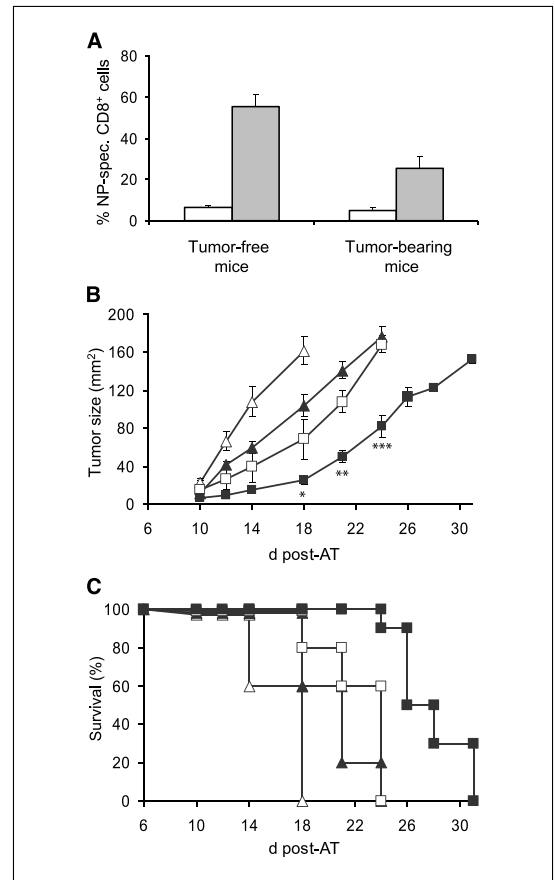 A
% NP-spec. CD8⁺ cells
80
60
40
20
0
Tumor-free
mice
Tumor-bearing
mice
B
Tumor size (mm²)
200
160
120
80
40
0
*
**
***
6 10 14 18 22 26 30
d post-AT
C
Survival (%)
100
80
60
40
20
0
6 10 14 18 22 26 30
d post-AT